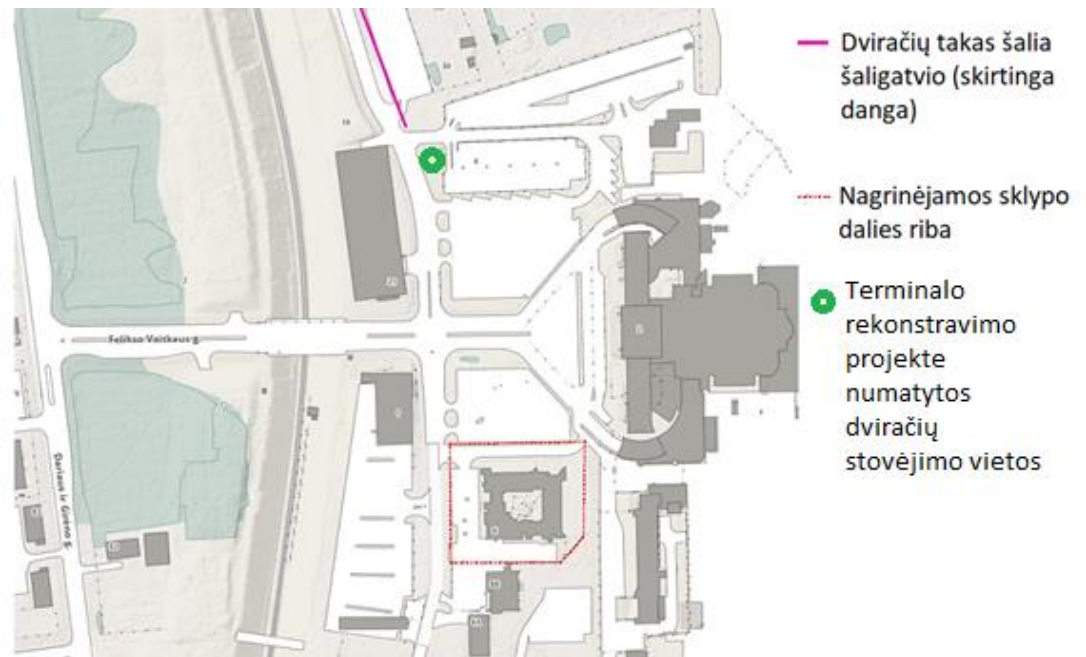 Dviračių takas šalia
šaligatvio (skirtinga
danga)
Nagrinėjamos sklypo
dalies riba
Terminalo
rekonstravimo
projekte
numatytos
dviračių
stovėjimo vietos
Felikso Vaitkaus g.
Dariaus ir Girėno g.